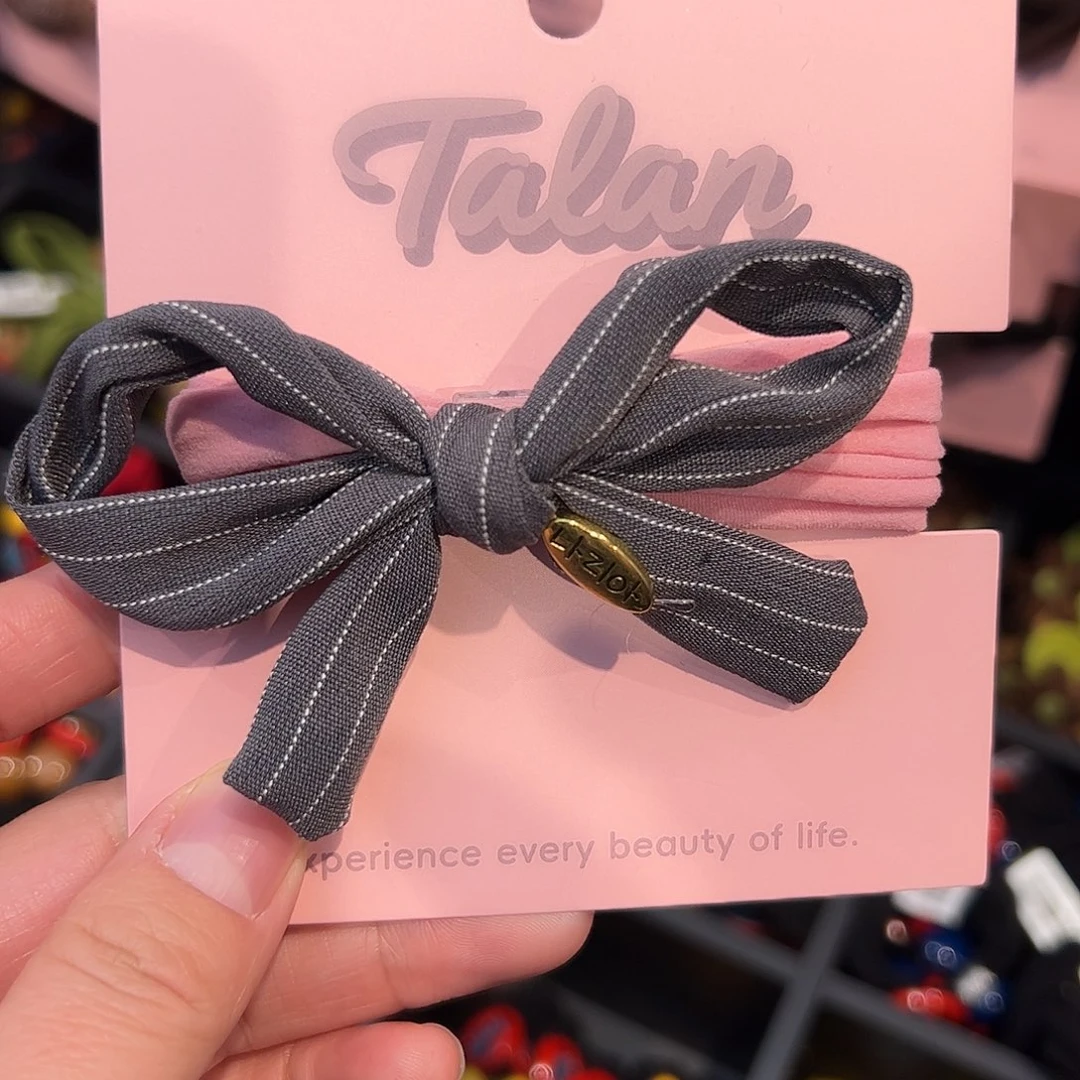 Talan
xperience every beauty of life.